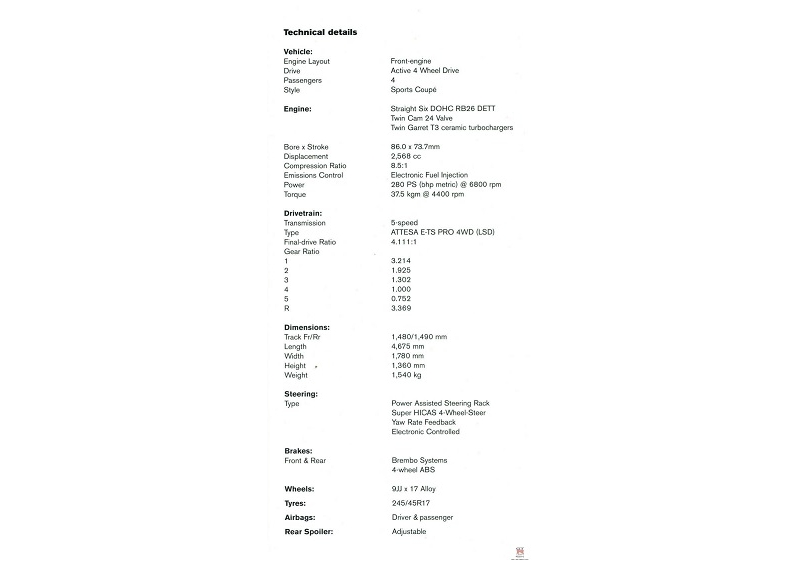 Technical details
Vehicle:
Engine Layout Front-engine
Drive Active 4 Wheel Drive
Passengers 4
Style Sports Coupé
Engine: Straight Six DOHC RB26 DETT
Twin Cam 24 Valve
Twin Garret T3 ceramic turbochargers
Bore x Stroke 86.0 x 73.7mm
Displacement 2,568 cc
Compression Ratio 8.5:1
Emissions Control Electronic Fuel Injection
Power 280 PS (bhp metric) @ 6800 rpm
Torque 37.5 kgm @ 4400 rpm
Drivetrain:
Transmission 5-speed
Type ATTESA E-TS PRO 4WD (LSD)
Final-drive Ratio 4.111:1
Gear Ratio
1 3.214
2 1.925
3 1.302
4 1.000
5 0.752
R 3.369
Dimensions:
Track Fr/Rr 1,480/1,490 mm
Length 4,675 mm
Width 1,780 mm
Height 1,360 mm
Weight 1,540 kg
Steering:
Type Power Assisted Steering Rack
Super HICAS 4-Wheel-Steer
Yaw Rate Feedback
Electronic Controlled
Brakes:
Front & Rear Brembo Systems
4-wheel ABS
Wheels: 9JJ x 17 Alloy
Tyres: 245/45R17
Airbags: Driver & passenger
Rear Spoiler: Adjustable